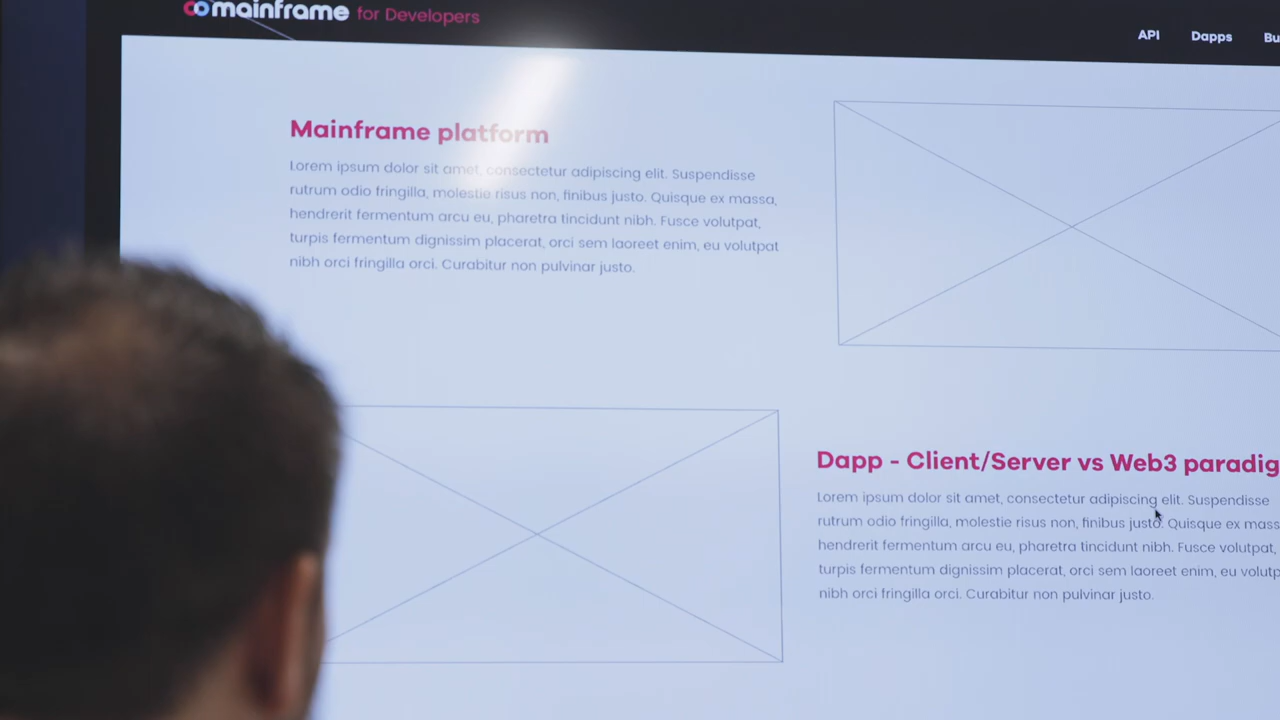 mainframe for Developers
API Dapps Bu
Mainframe platform
Lorem ipsum dolor sit amet, consectetur adipiscing elit. Suspendisse
rutrum odio fringilla, molestie risus non, finibus justo. Quisque ex massa,
hendrerit fermentum arcu eu, pharetra tincidunt nibh. Fusce volutpat,
turpis fermentum dignissim placerat, orci sem laoreet enim, eu volutpat
nibh orci fringilla orci. Curabitur non pulvinar justo.
Dapp - Client/Server vs Web3 paradig
Lorem ipsum dolor sit amet, consectetur adipiscing elit. Suspendisse
rutrum odio fringilla, molestie risus non, finibus justo. Quisque ex mass
hendrerit fermentum arcu eu, pharetra tincidunt nibh. Fusce volutpat,
turpis fermentum dignissim placerat, orci sem laoreet enim, eu volutp
nibh orci fringilla orci. Curabitur non pulvinar justo.